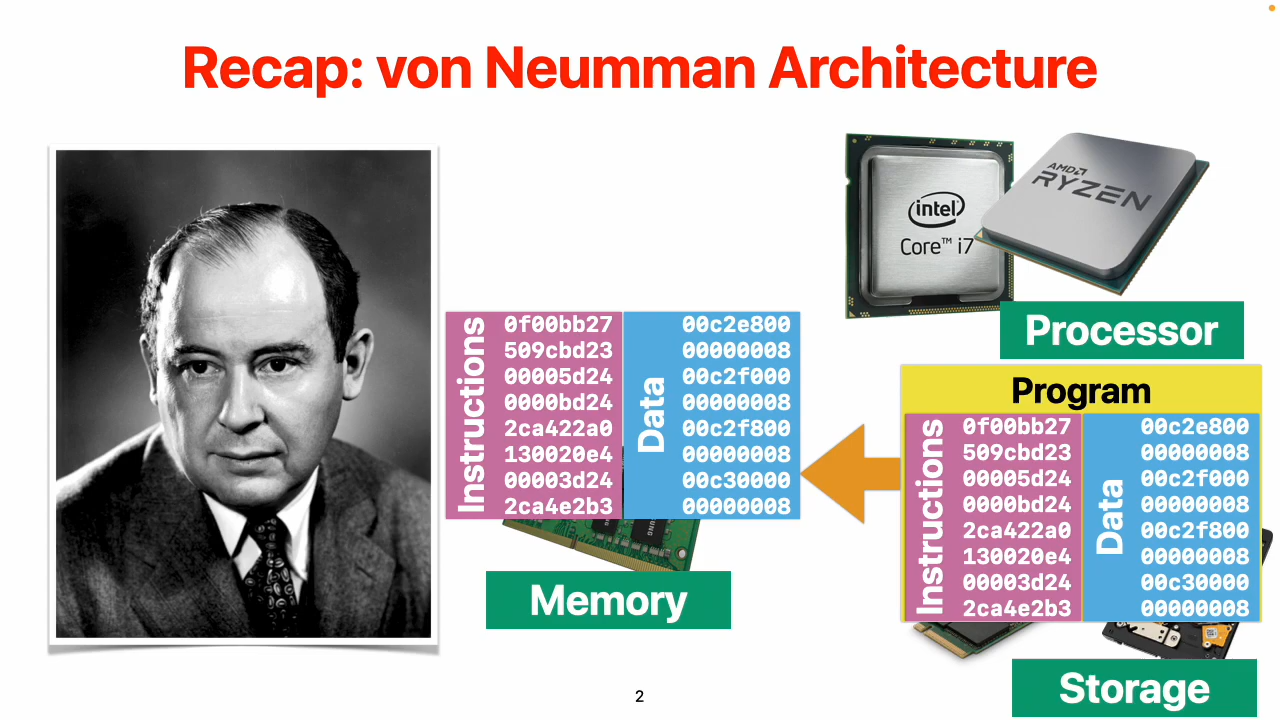 Recap: von Neumman Architecture
intel
Core™ i7
AMD
RYZEN
Processor
Instructions
0f00bb27
509cbd23
00005d24
0000bd24
2ca422a0
130020e4
00003d24
2ca4e2b3
Data
00c2e800
00000008
00c2f000
00000008
00c2f800
00000008
00c30000
00000008
Memory
Program
Instructions
0f00bb27
509cbd23
00005d24
0000bd24
2ca422a0
130020e4
00003d24
2ca4e2b3
Data
00c2e800
00000008
00c2f000
00000008
00c2f800
00000008
00c30000
00000008
Storage
2